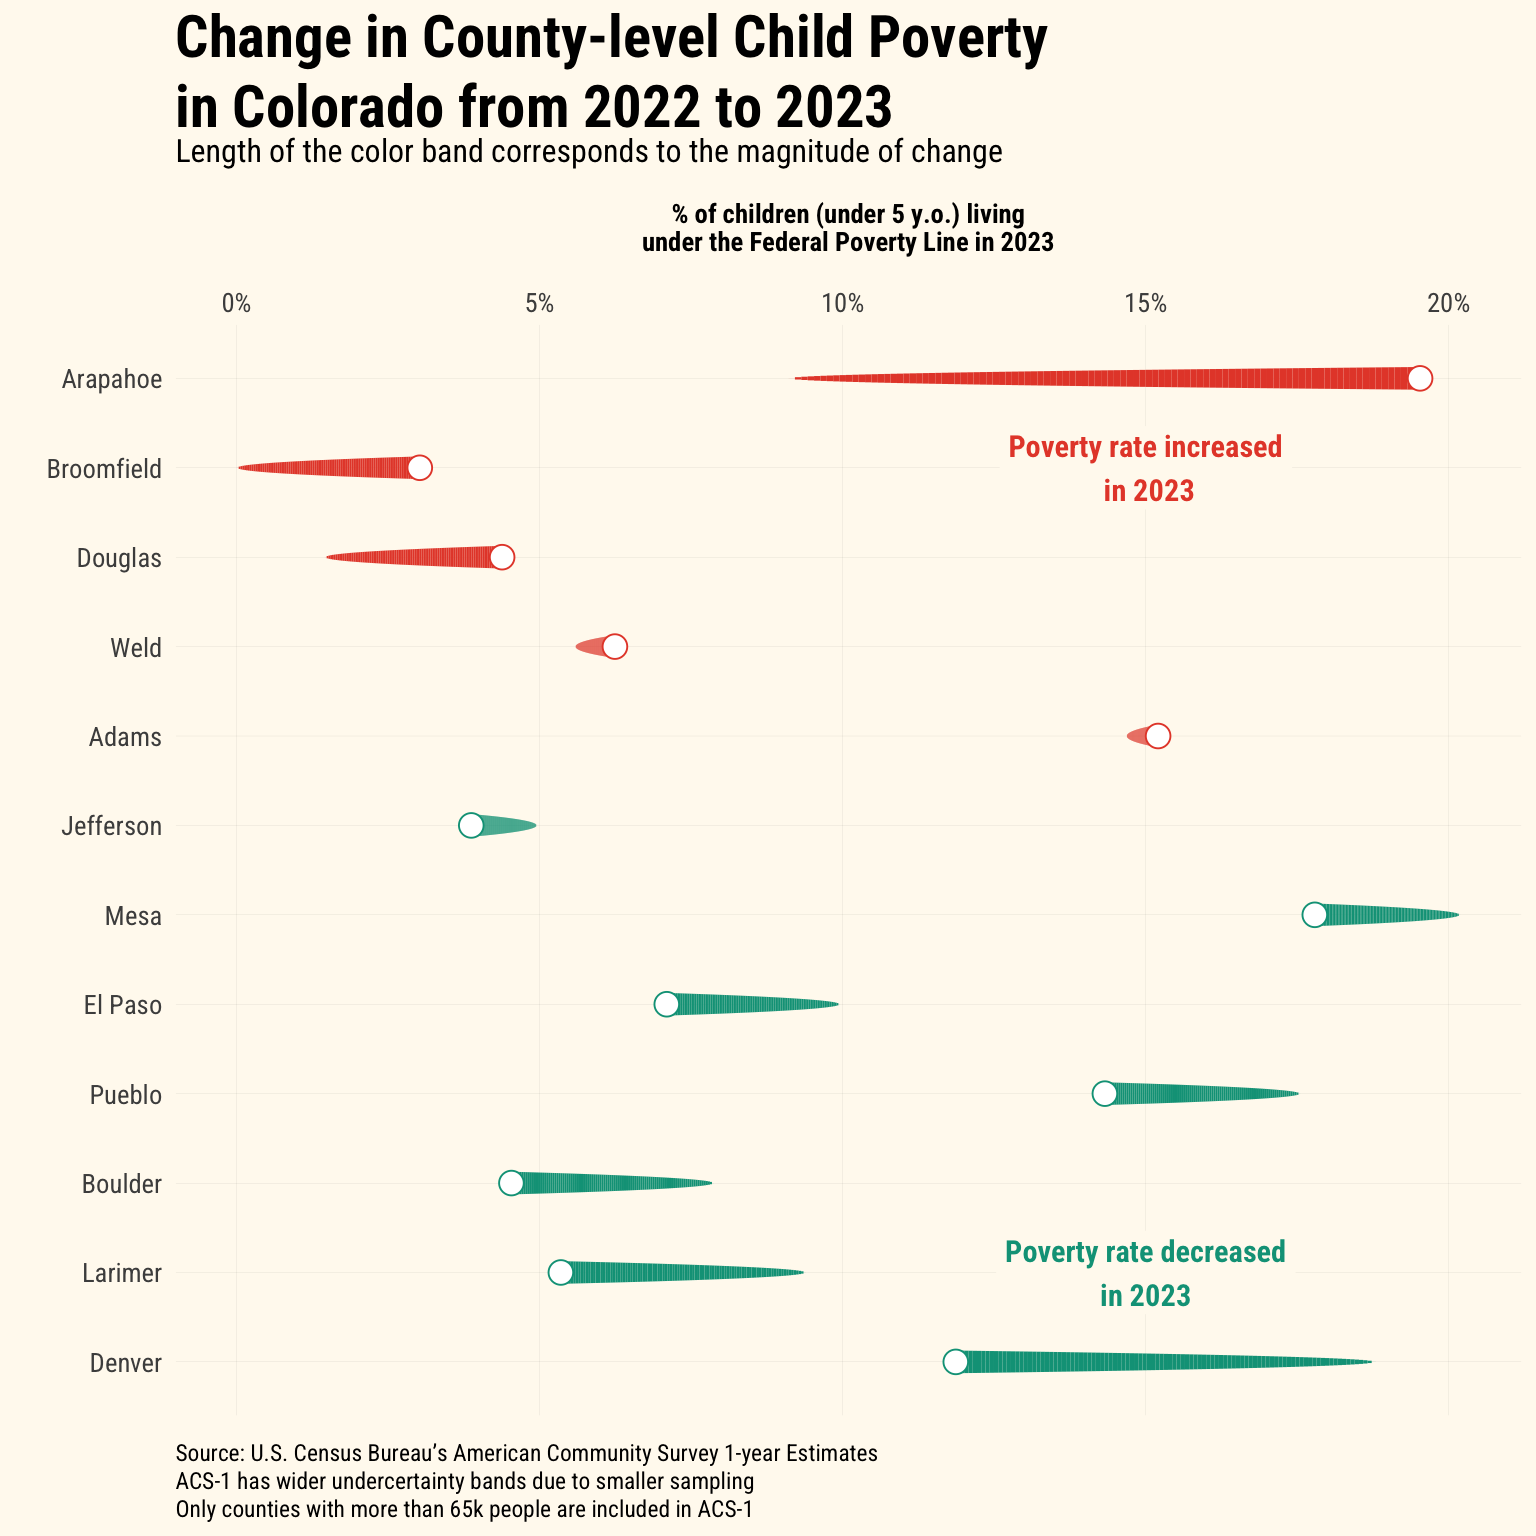 Change in County-level Child Poverty
in Colorado from 2022 to 2023
Length of the color band corresponds to the magnitude of change
% of children (under 5 y.o.) living
under the Federal Poverty Line in 2023
0% 5% 10% 15% 20%
Arapahoe
Poverty rate increased
Broomfield
in 2023
Douglas
Weld
Adams
Jefferson
Mesa
El Paso
Pueblo
Boulder
Poverty rate decreased
Larimer
in 2023
Denver
Source: U.S. Census Bureau’s American Community Survey 1-year Estimates
ACS-1 has wider undercertainty bands due to smaller sampling
Only counties with more than 65k people are included in ACS-1